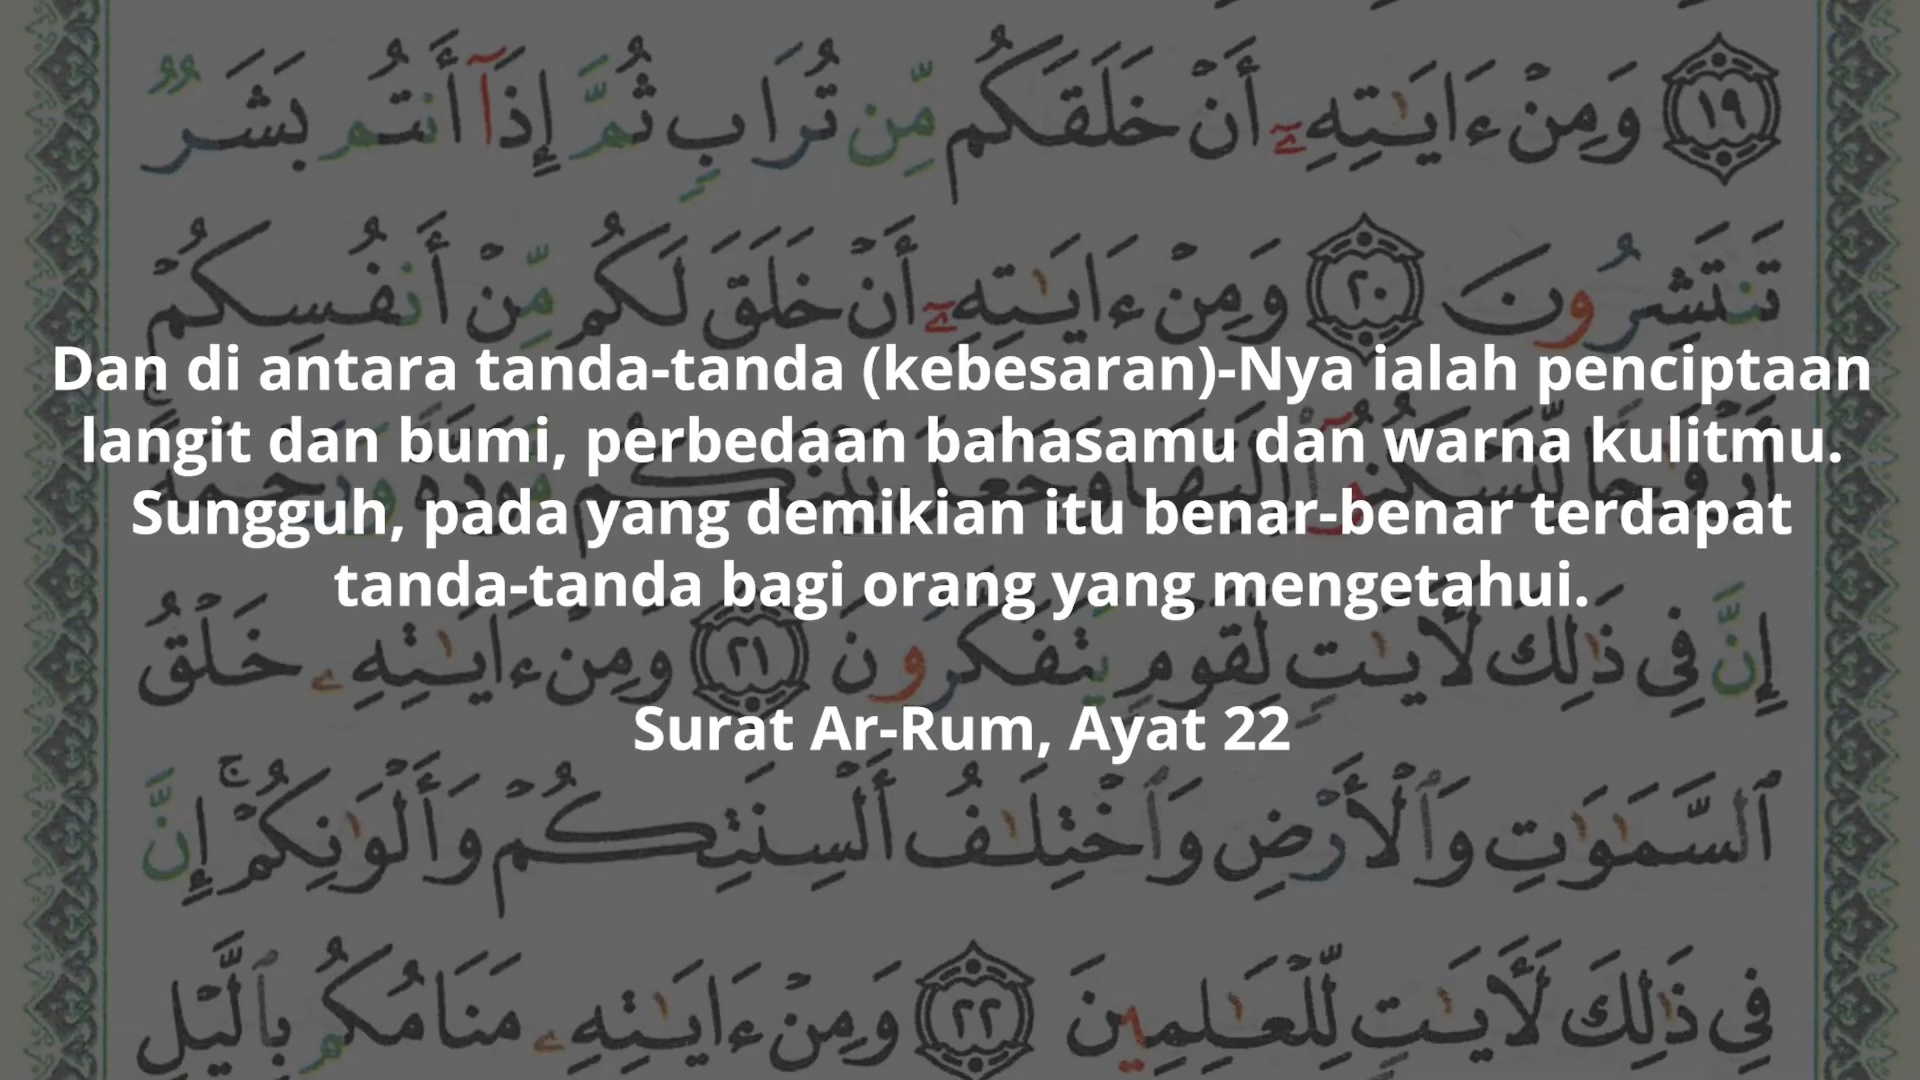 ١٩ وَمِنْ ءَايَـٰتِهِۦٓ أَنْ خَلَقَكُم مِّن تُرَابٍ ثُمَّ إِذَآ أَنتُم بَشَرٌ
تَنتَشِرُونَ ٢٠ وَمِنْ ءَايَـٰتِهِۦٓ أَنْ خَلَقَ لَكُم مِّنْ أَنفُسِكُمْ
Dan di antara tanda-tanda (kebesaran)-Nya ialah penciptaan
langit dan bumi, perbedaan bahasamu dan warna kulitmu.
Sungguh, pada yang demikian itu benar-benar terdapat
tanda-tanda bagi orang yang mengetahui.
إِنَّ فِى ذَٰلِكَ لَأَيَـٰتٍ لِّقَوْمٍ يَتَفَكَّرُونَ ٢١ وَمِنْ ءَايَـٰتِهِۦ خَلْقُ
Surat Ar-Rum, Ayat 22
ٱلسَّمَـٰوَٰتِ وَٱلْأَرْضِ وَٱخْتِلَـٰفُ أَلْسِنَتِكُمْ وَأَلْوَٰنِكُمْ ۚ إِنَّ
فِى ذَٰلِكَ لَأَيَـٰتٍ لِّلْعَـٰلِمِينَ ٢٢ وَمِنْ ءَايَـٰتِهِۦ مَنَامُكُم بِٱلَّيْلِ